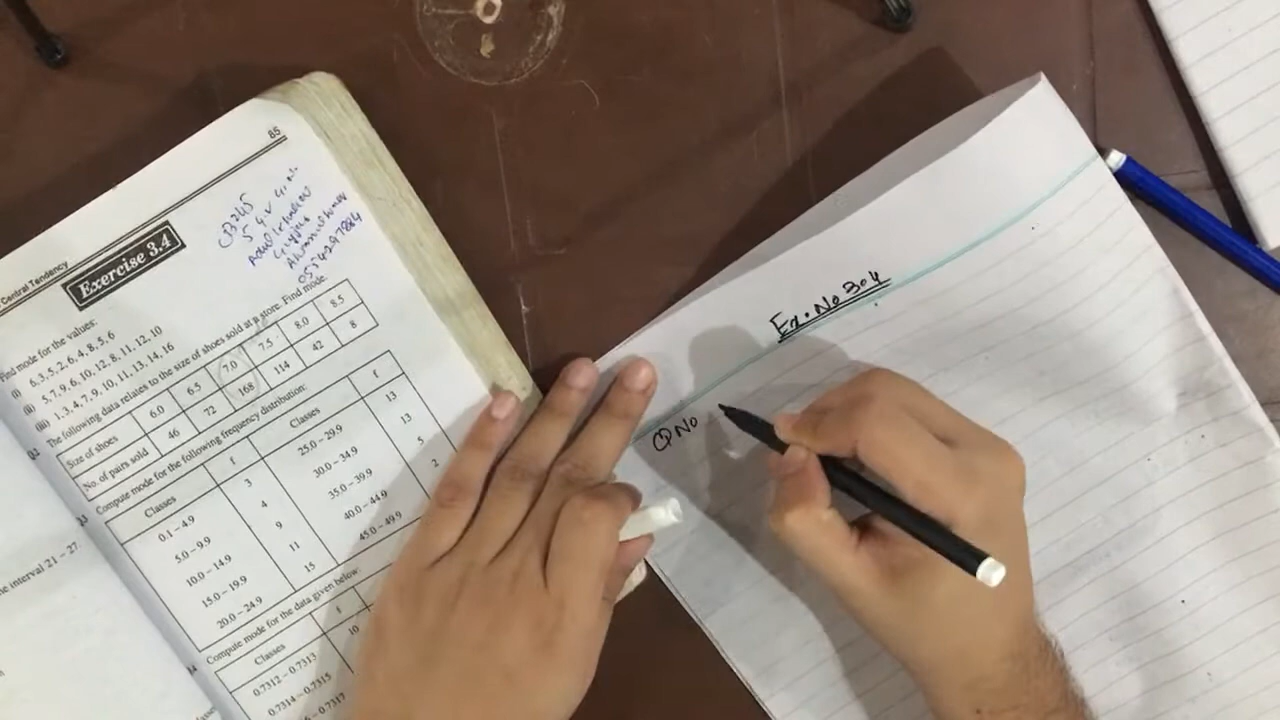 85
Central Tendency
Exercise 3.4
Find mode for the values:
(i) 6, 3, 5, 2, 6, 4, 8, 5, 6
(ii) 5, 7, 9, 6, 10, 12, 8, 11, 12, 10
(iii) 1, 3, 4, 7, 9, 10, 11, 13, 14, 16
The following data relates to the size of shoes sold at a store. Find mode.
Size of shoes 6.0 6.5 7.0 7.5 8.0 8.5
No. of pairs sold 46 72 168 114 42 8
Compute mode for the following frequency distribution:
Classes f Classes f
0.1 – 4.9 3 25.0 – 29.9 13
5.0 – 9.9 4 30.0 – 34.9 13
10.0 – 14.9 9 35.0 – 39.9 5
15.0 – 19.9 11 40.0 – 44.9 2
20.0 – 24.9 15 45.0 – 49.9
Compute mode for the data given below:
Classes f
0.7312 – 0.7313 10
0.7314 – 0.7315
0.7317
the interval 21 – 27
Ex. No 3.4
Q No